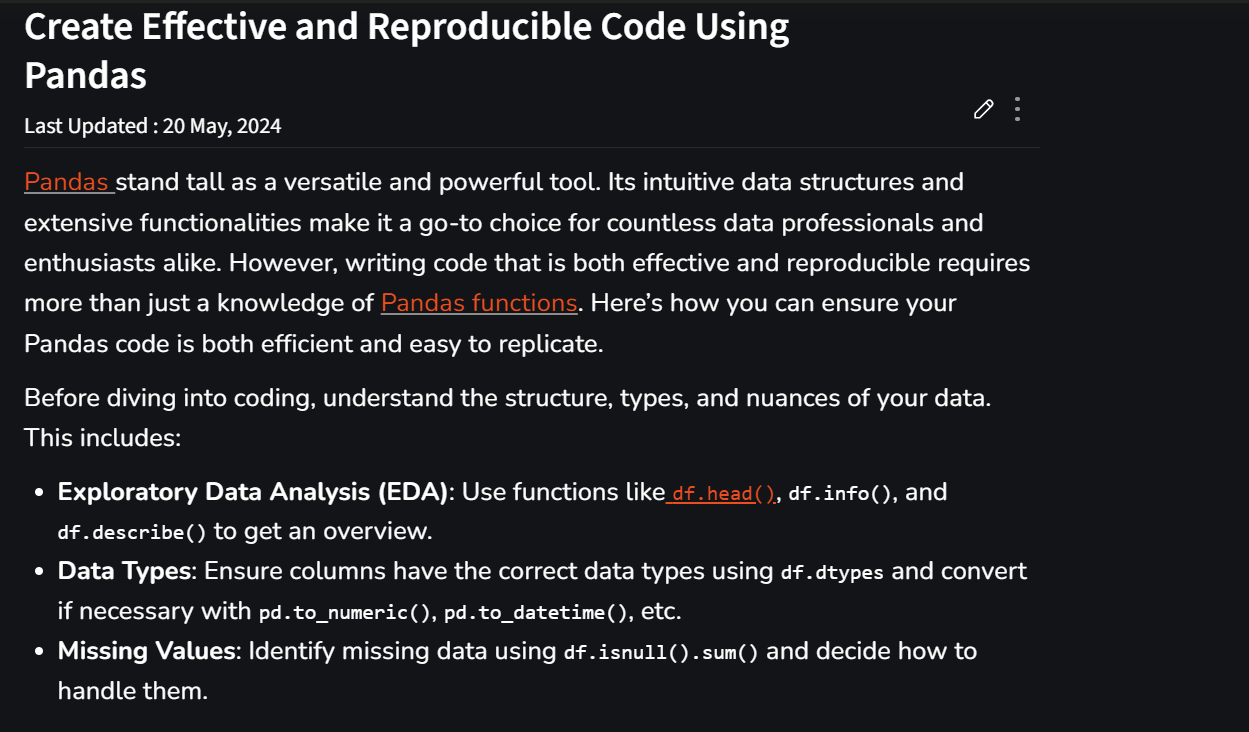 Create Effective and Reproducible Code Using
Pandas
Last Updated : 20 May, 2024
Pandas stand tall as a versatile and powerful tool. Its intuitive data structures and
extensive functionalities make it a go-to choice for countless data professionals and
enthusiasts alike. However, writing code that is both effective and reproducible requires
more than just a knowledge of Pandas functions. Here’s how you can ensure your
Pandas code is both efficient and easy to replicate.
Before diving into coding, understand the structure, types, and nuances of your data.
This includes:
• Exploratory Data Analysis (EDA): Use functions like df.head(), df.info(), and
df.describe() to get an overview.
• Data Types: Ensure columns have the correct data types using df.dtypes and convert
if necessary with pd.to_numeric(), pd.to_datetime(), etc.
• Missing Values: Identify missing data using df.isnull().sum() and decide how to
handle them.